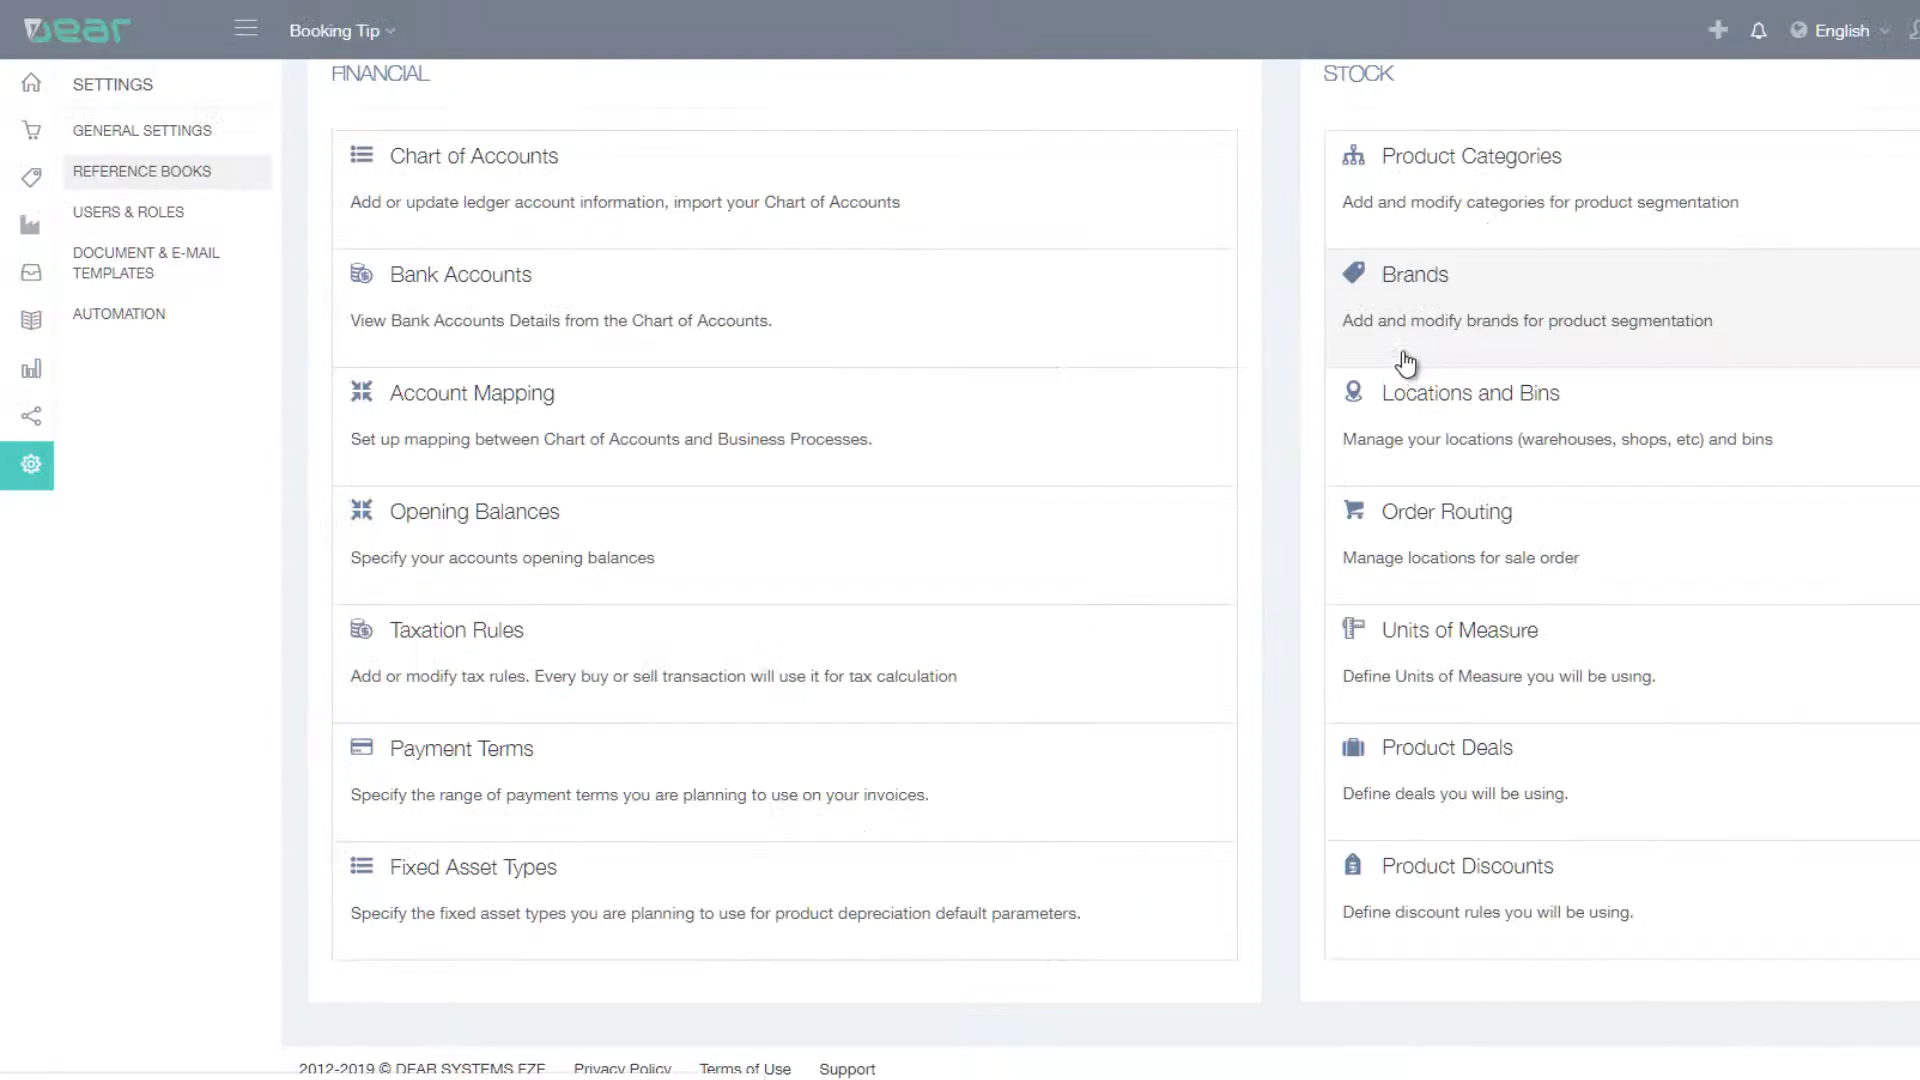 Dear
Booking Tip
English
SETTINGS
GENERAL SETTINGS
REFERENCE BOOKS
USERS & ROLES
DOCUMENT & E-MAIL
TEMPLATES
AUTOMATION
FINANCIAL
Chart of Accounts
Add or update ledger account information, import your Chart of Accounts
Bank Accounts
View Bank Accounts Details from the Chart of Accounts.
Account Mapping
Set up mapping between Chart of Accounts and Business Processes.
Opening Balances
Specify your accounts opening balances
Taxation Rules
Add or modify tax rules. Every buy or sell transaction will use it for tax calculation
Payment Terms
Specify the range of payment terms you are planning to use on your invoices.
Fixed Asset Types
Specify the fixed asset types you are planning to use for product depreciation default parameters.
STOCK
Product Categories
Add and modify categories for product segmentation
Brands
Add and modify brands for product segmentation
Locations and Bins
Manage your locations (warehouses, shops, etc) and bins
Order Routing
Manage locations for sale order
Units of Measure
Define Units of Measure you will be using.
Product Deals
Define deals you will be using.
Product Discounts
Define discount rules you will be using.
2012-2019 © DEAR SYSTEMS FZE Privacy Policy Terms of Use Support